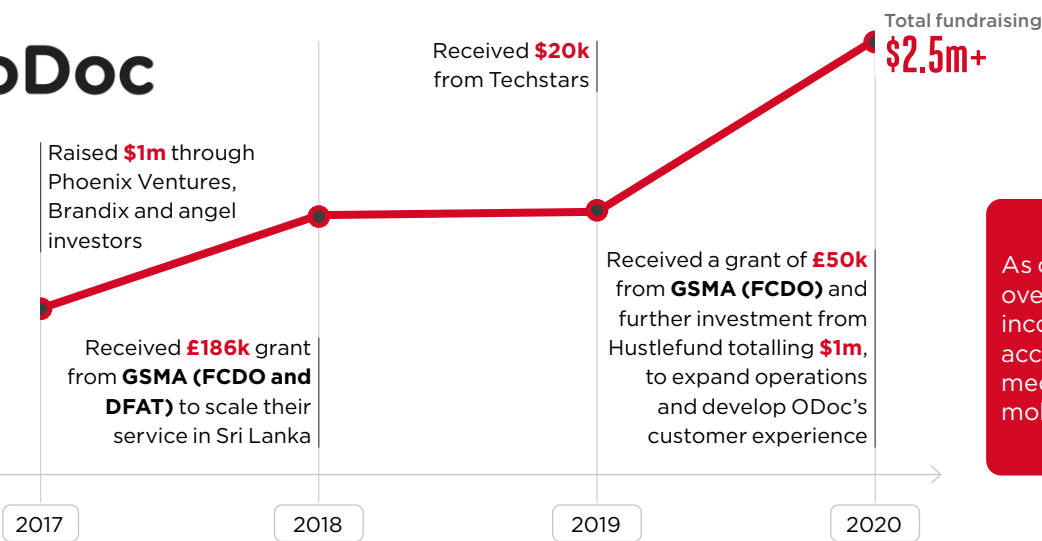 oDoc
Total fundraising
$2.5m+
Received $20k
from Techstars
Raised $1m through
Phoenix Ventures,
Brandix and angel
investors
Received £186k grant
from GSMA (FCDO and
DFAT) to scale their
service in Sri Lanka
Received a grant of £50k
from GSMA (FCDO) and
further investment from
Hustlefund totalling $1m,
to expand operations
and develop ODoc’s
customer experience
As
2017
2018
2019
2020